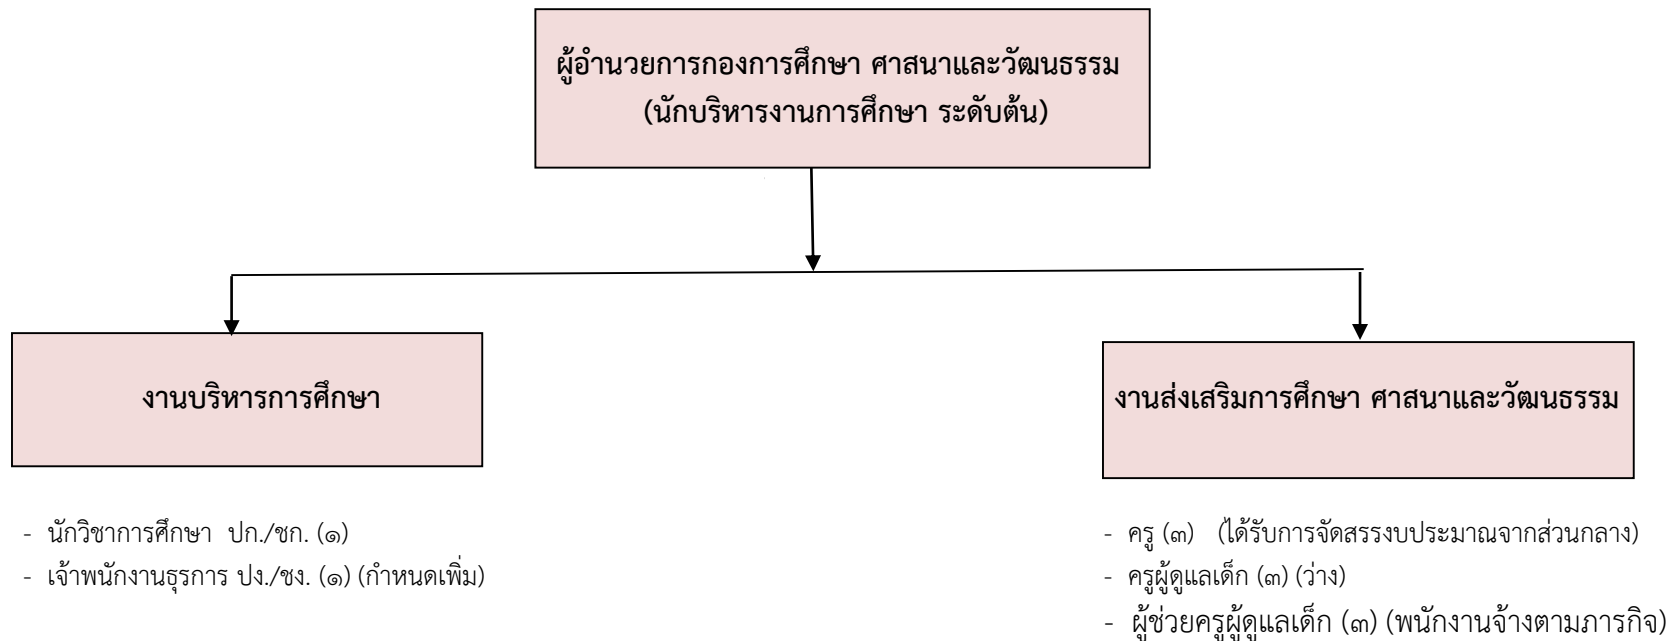 ผู้อำนวยการกองการศึกษา ศาสนาและวัฒนธรรม
(นักบริหารงานการศึกษา ระดับต้น)
งานบริหารการศึกษา
งานส่งเสริมการศึกษา ศาสนาและวัฒนธรรม
- นักวิชาการศึกษา ปก./ชก. (๑)
- เจ้าพนักงานธุรการ ปง./ชง. (๑) (กำหนดเพิ่ม)
- ครู (๓) (ได้รับการจัดสรรงบประมาณจากส่วนกลาง)
- ครูผู้ดูแลเด็ก (๓) (ว่าง)
- ผู้ช่วยครูผู้ดูแลเด็ก (๓) (พนักงานจ้างตามภารกิจ)